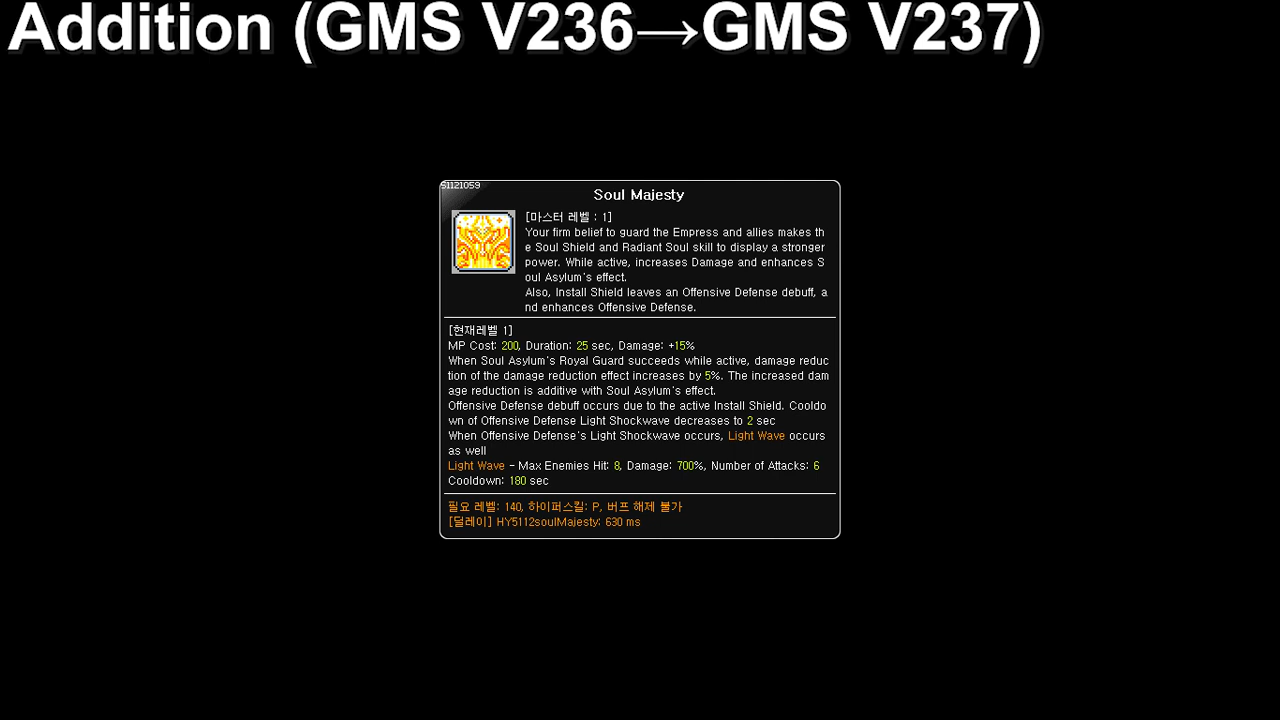 Addition (GMS V236→GMS V237)
51121059
Soul Majesty
[마스터 레벨 : 1]
Your firm belief to guard the Empress and allies makes th
e Soul Shield and Radiant Soul skill to display a stronger
power. While active, increases Damage and enhances S
oul Asylum's effect.
Also, Install Shield leaves an Offensive Defense debuff, a
nd enhances Offensive Defense.
[현재레벨 1]
MP Cost: 200, Duration: 25 sec, Damage: +15%
When Soul Asylum's Royal Guard succeeds while active, damage reduc
tion of the damage reduction effect increases by 5%. The increased dam
age reduction is additive with Soul Asylum's effect.
Offensive Defense debuff occurs due to the active Install Shield. Cooldo
wn of Offensive Defense Light Shockwave decreases to 2 sec
When Offensive Defense's Light Shockwave occurs, Light Wave occurs
as well
Light Wave - Max Enemies Hit: 8, Damage: 700%, Number of Attacks: 6
Cooldown: 180 sec
필요 레벨: 140, 하이퍼스킬: P, 버프 해제 불가
[딜레이] HY5112soulMajesty: 630 ms